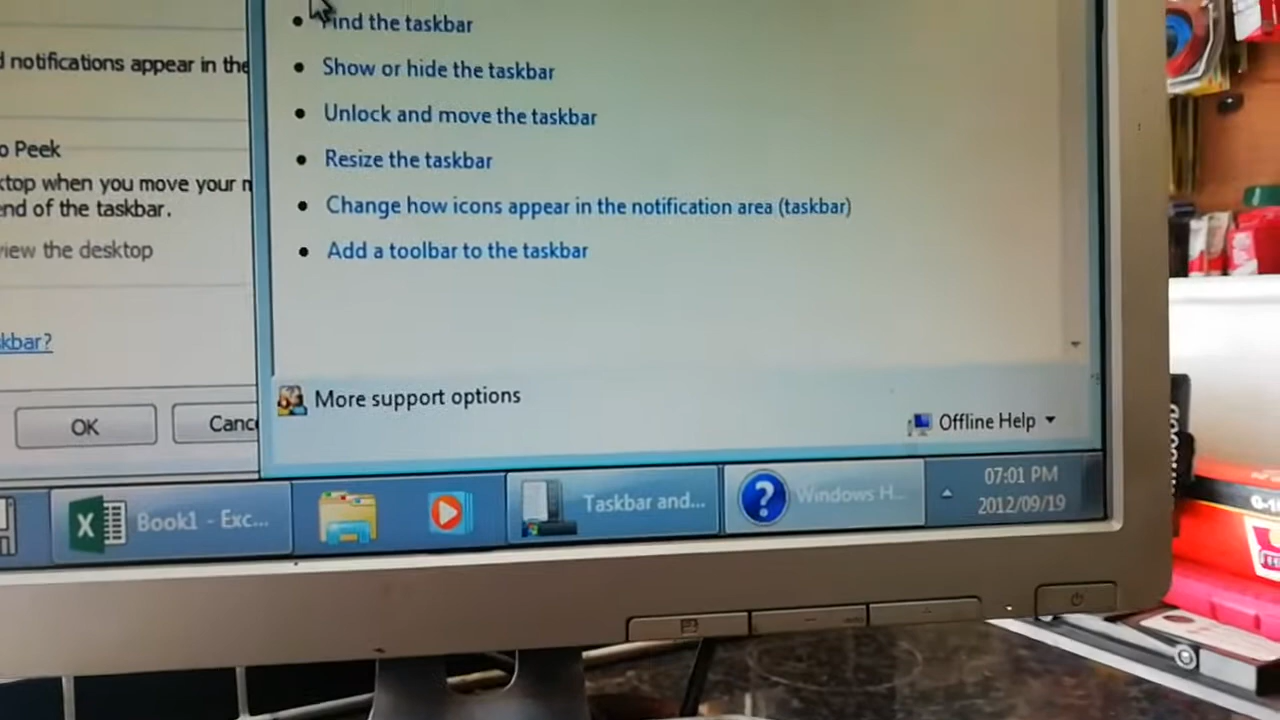 Find the taskbar
d notifications appear in the
Show or hide the taskbar
Unlock and move the taskbar
o Peek
Resize the taskbar
ktop when you move your m
end of the taskbar.
Change how icons appear in the notification area (taskbar)
view the desktop
Add a toolbar to the taskbar
kbar?
More support options
OK
Canc
Offline Help
Book1 - Exc...
Taskbar and...
Windows H...
07:01 PM
2012/09/19